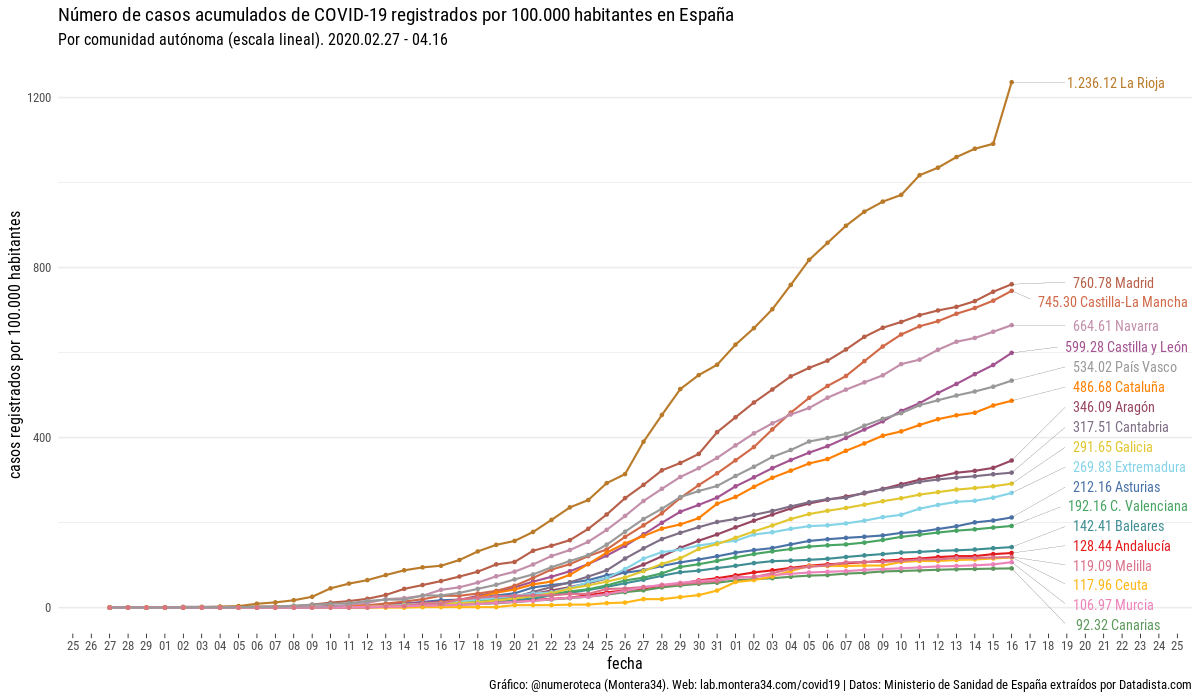 Número de casos acumulados de COVID-19 registrados por 100.000 habitantes en España
Por comunidad autónoma (escala lineal). 2020.02.27 - 04.16
casos registrados por 100.000 habitantes
1200
800
400
0
1.236.12 La Rioja
760.78 Madrid
745.30 Castilla-La Mancha
664.61 Navarra
599.28 Castilla y León
534.02 País Vasco
486.68 Cataluña
346.09 Aragón
317.51 Cantabria
291.65 Galicia
269.83 Extremadura
212.16 Asturias
192.16 C. Valenciana
142.41 Baleares
128.44 Andalucía
119.09 Melilla
117.96 Ceuta
106.97 Murcia
92.32 Canarias
25 26 27 28 29 01 02 03 04 05 06 07 08 09 10 11 12 13 14 15 16 17 18 19 20 21 22 23 24 25 26 27 28 29 30 31 01 02 03 04 05 06 07 08 09 10 11 12 13 14 15 16 17 18 19 20 21 22 23 24 25
fecha
Gráfico: @numeroteca (Montera34). Web: lab.montera34.com/covid19 | Datos: Ministerio de Sanidad de España extraídos por Datadista.com